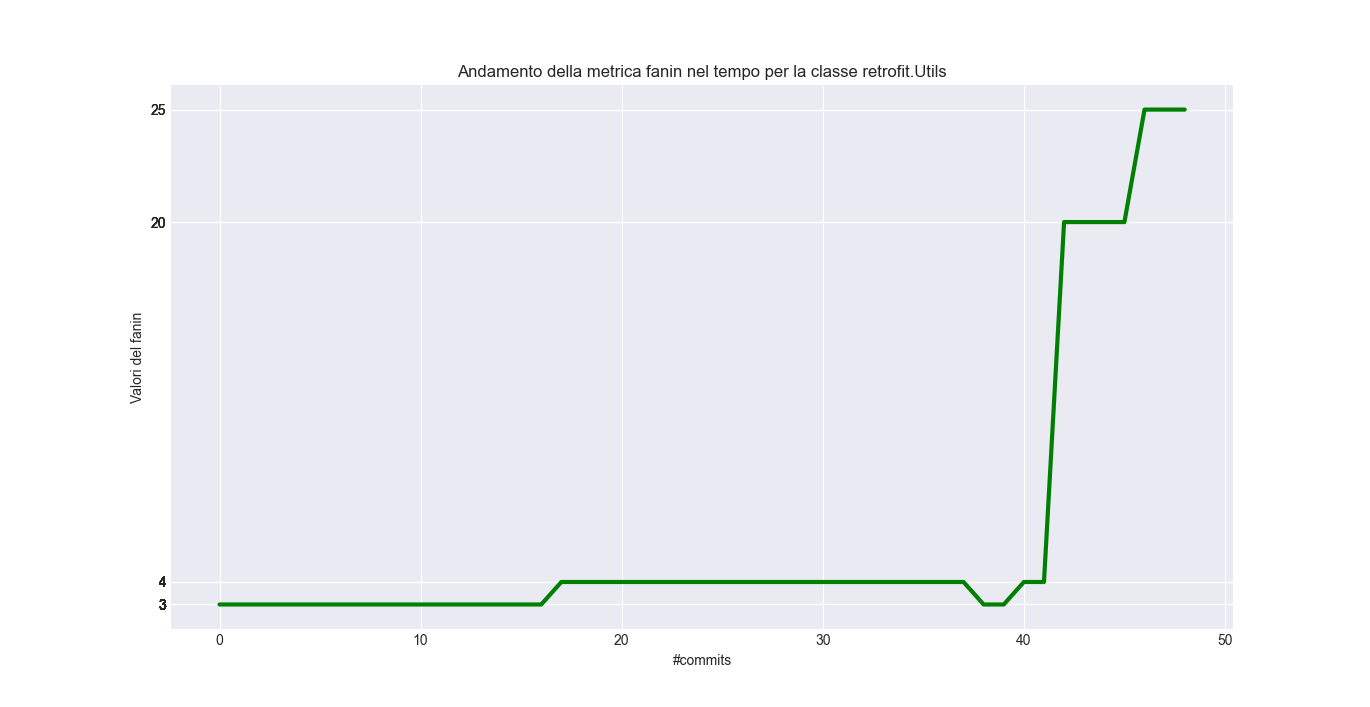 Andamento della metrica fanin nel tempo per la classe retrofit.Utils
25
20
4
3
Valori del fanin
0 10 20 30 40 50
#commits